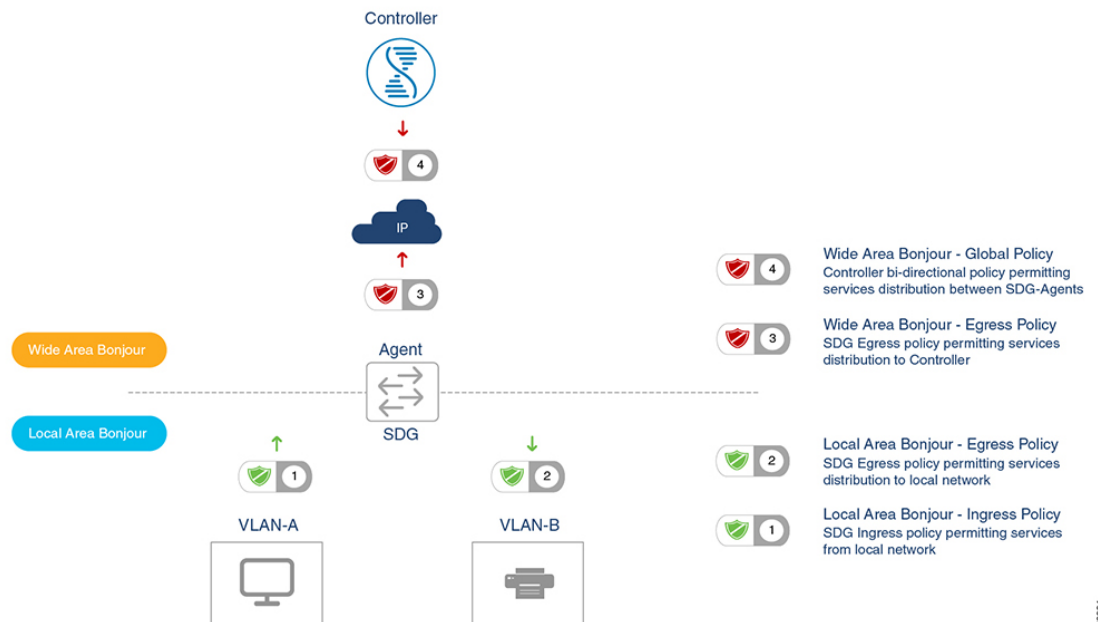 Controller
4
IP
3
Wide Area Bonjour
Agent
SDG
Local Area Bonjour
1
2
VLAN-A
VLAN-B
4
Wide Area Bonjour - Global Policy
Controller bi-directional policy permitting
services distribution between SDG-Agents
3
Wide Area Bonjour - Egress Policy
SDG Egress policy permitting services
distribution to Controller
2
Local Area Bonjour - Egress Policy
SDG Egress policy permitting services
distribution to local network
1
Local Area Bonjour - Ingress Policy
SDG Ingress policy permitting services
from local network